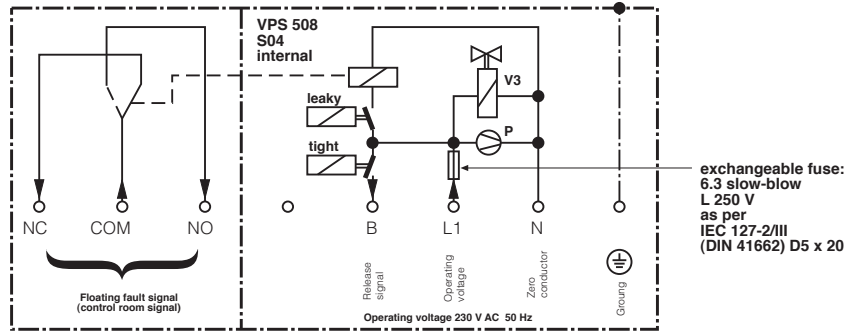 VPS 508
S04
internal
V3
leaky
P
tight
exchangeable fuse:
6.3 slow-blow
L 250 V
as per
IEC 127-2/III
(DIN 41662) D5 x 20
NC
COM
NO
B
L1
N
Release
signal
Operating
voltage
Zero
conductor
Groung
Floating fault signal
(control room signal)
Operating voltage 230 V AC 50 Hz